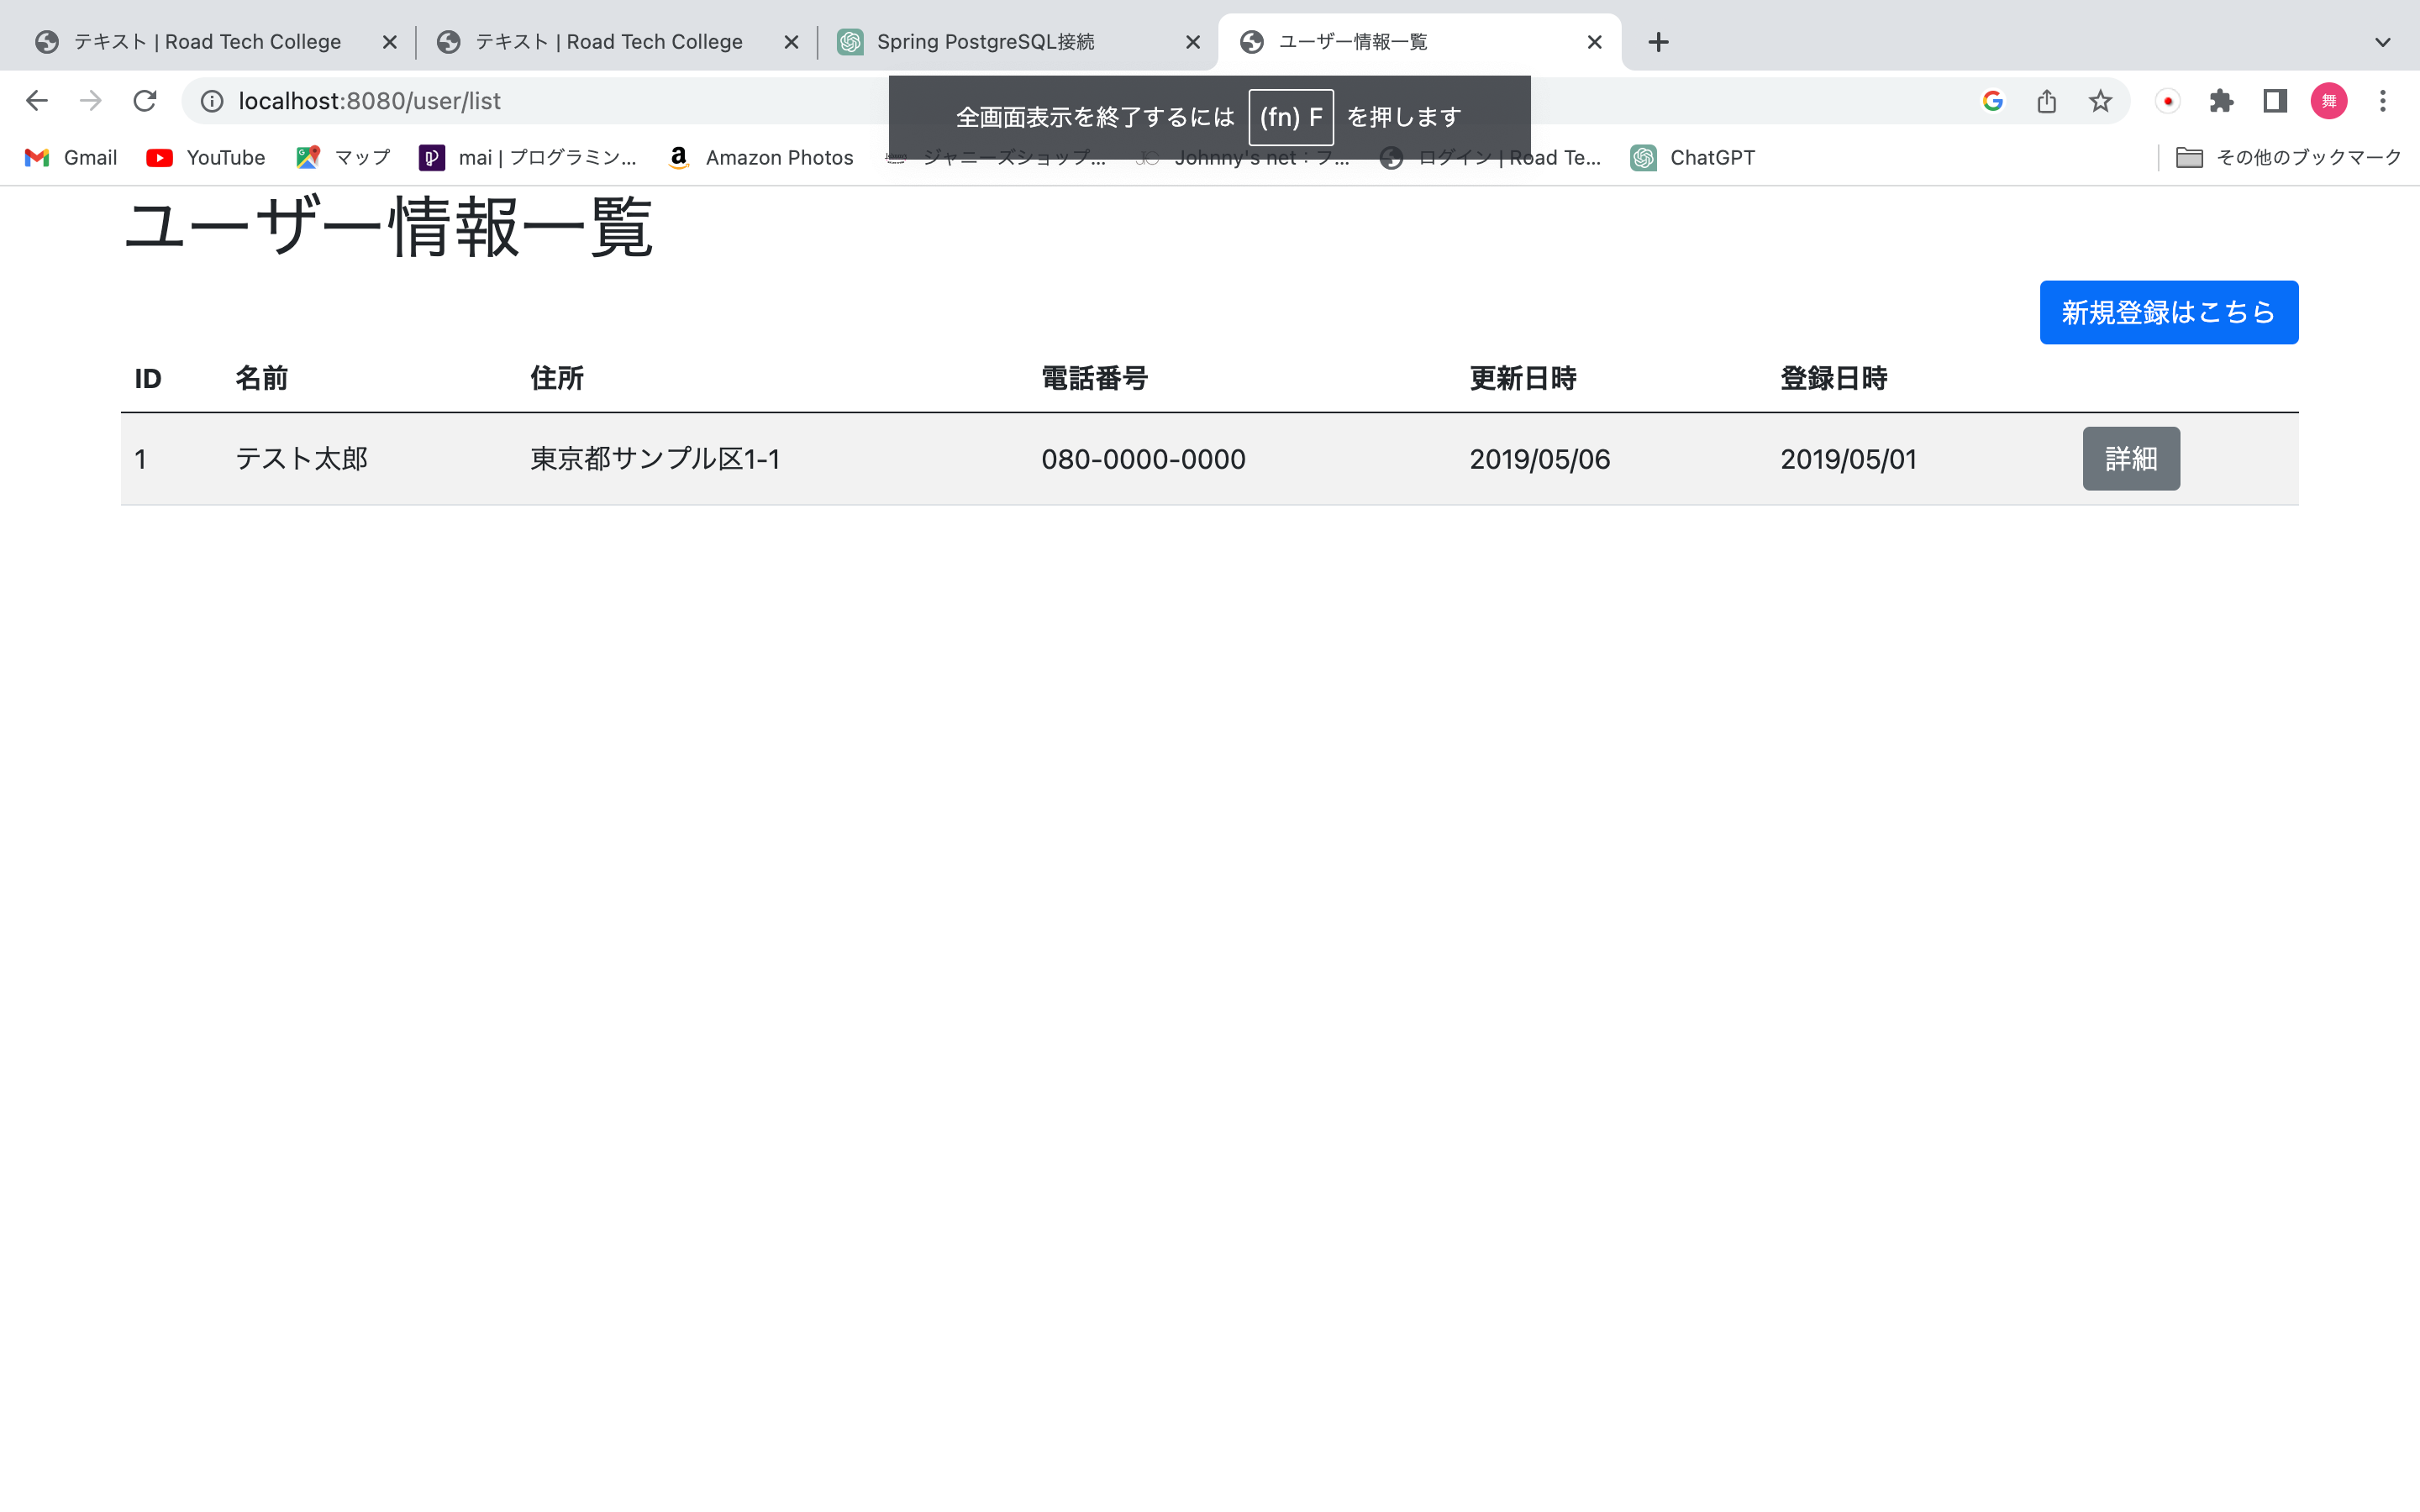 テキスト | Road Tech College
テキスト | Road Tech College
Spring PostgreSQL接続
ユーザー情報一覧
localhost:8080/user/list
舞
全画面表示を終了するには (fn) F を押します
Gmail
YouTube
マップ
mai | プログラミン...
Amazon Photos
ジャニーズショップ...
Johnny's net：フ...
ログイン | Road Te...
ChatGPT
その他のブックマーク
ユーザー情報一覧
新規登録はこちら
ID 名前 住所 電話番号 更新日時 登録日時
1 テスト太郎 東京都サンプル区1-1 080-0000-0000 2019/05/06 2019/05/01 詳細